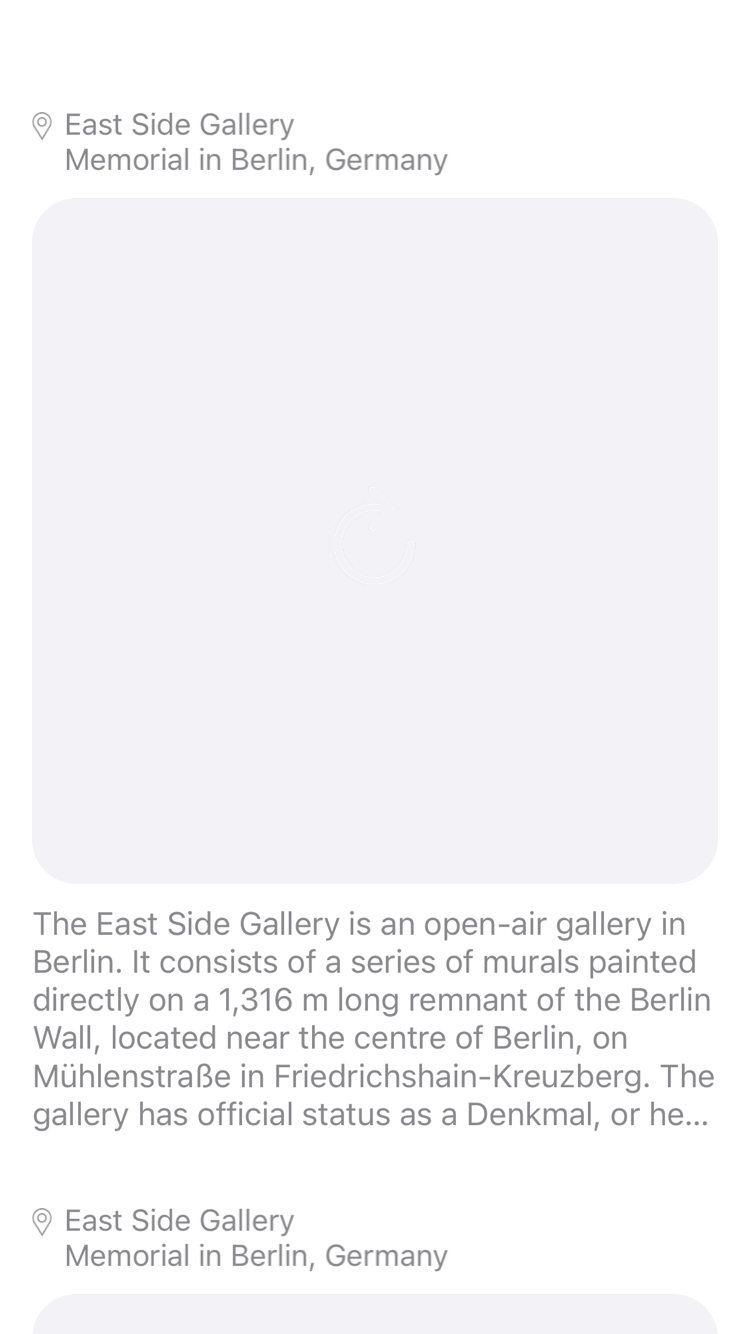 East Side Gallery
Memorial in Berlin, Germany
The East Side Gallery is an open-air gallery in
Berlin. It consists of a series of murals painted
directly on a 1,316 m long remnant of the Berlin
Wall, located near the centre of Berlin, on
Mühlenstraße in Friedrichshain-Kreuzberg. The
gallery has official status as a Denkmal, or he...
East Side Gallery
Memorial in Berlin, Germany